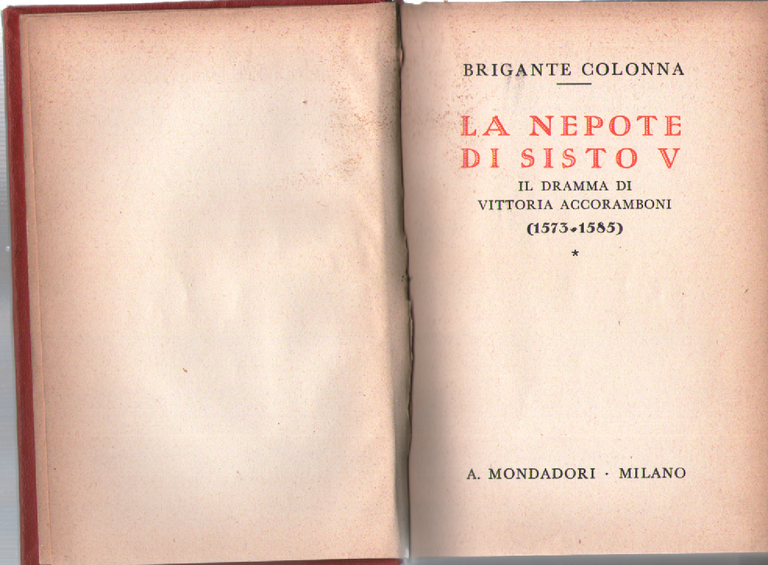 BRIGANTE COLONNA
LA NEPOTE
DI SISTO V
IL DRAMMA DI
VITTORIA ACCORAMBONI
(1573-1585)
*
A. MONDADORI · MILANO